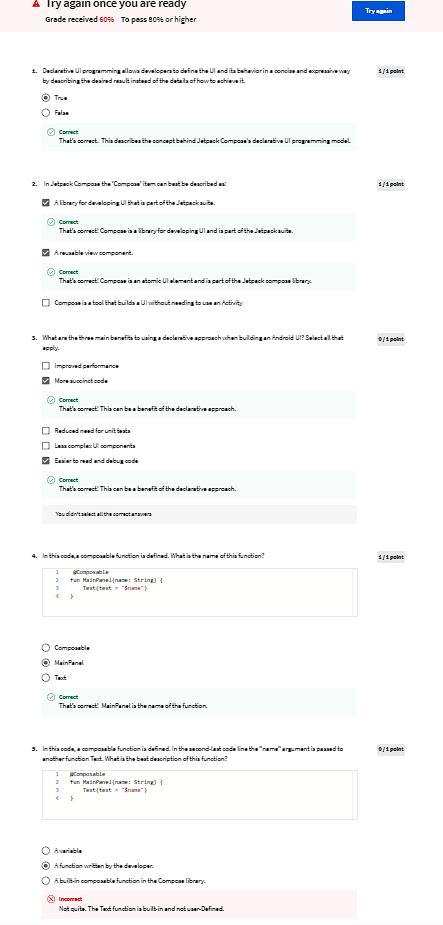 Try again once you are ready
Grade received 60% To pass 80% or higher
Try again
1. Declarative UI programming allows developers to define the UI and its behavior in a concise and expressive way
1 / 1 point
by describing the desired result instead of the details of how to achieve it.
True
False
Correct
That's correct. This describes the concept behind Jetpack Compose's declarative UI programming model.
2. In Jetpack Compose the 'Compose' item can best be described as:
1 / 1 point
A library for developing UI that is part of the Jetpack suite.
Correct
That's correct! Compose is a library for developing UI and is part of the Jetpack suite.
A reusable view component.
Correct
That's correct! Compose is an atomic UI element and is part of the Jetpack compose library.
Compose is a tool that builds a UI without needing to use an Activity
3. What are the three main benefits to using a declarative approach when building an Android UI? Select all that
0 / 1 point
apply.
Improved performance
More succinct code
Correct
That's correct! This can be a benefit of the declarative approach.
Reduced need for unit tests
Less complex UI components
Easier to read and debug code
Correct
That's correct! This can be a benefit of the declarative approach.
You didn't select all the correct answers
4. In this code, a composable function is defined. What is the name of this function?
1 / 1 point
1 @Composable
2 fun MainPanel(name: String) {
3 Text(text = "$name")
4 }
Composable
MainPanel
Text
Correct
That's correct! MainPanel is the name of the function.
5. In this code, a composable function is defined. In the second-last code line the "name" argument is passed to
0 / 1 point
another function Text. What is the best description of this function?
1 @Composable
2 fun MainPanel(name: String) {
3 Text(text = "$name")
4 }
A variable
A function written by the developer.
A built-in composable function in the Compose library.
Incorrect
Not quite. The Text function is built-in and not user-Defined.